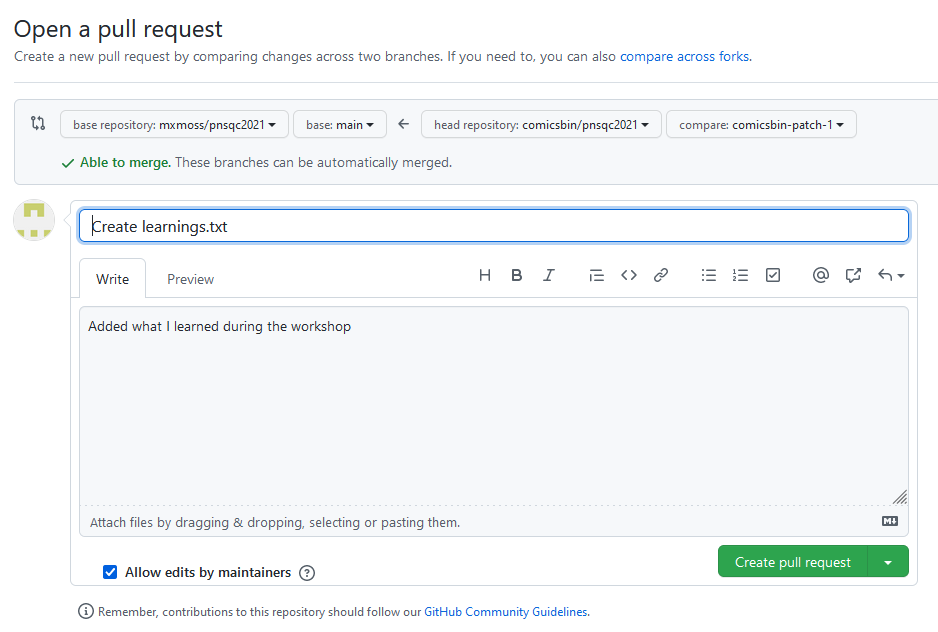 Open a pull request
Create a new pull request by comparing changes across two branches. If you need to, you can also compare across forks.
base repository: mxmoss/pnsqc2021 base: main head repository: comicsbin/pnsqc2021 compare: comicsbin-patch-1
Able to merge. These branches can be automatically merged.
Create learnings.txt
Write Preview H B I
Added what I learned during the workshop
Attach files by dragging & dropping, selecting or pasting them.
Allow edits by maintainers
Create pull request
Remember, contributions to this repository should follow our GitHub Community Guidelines.